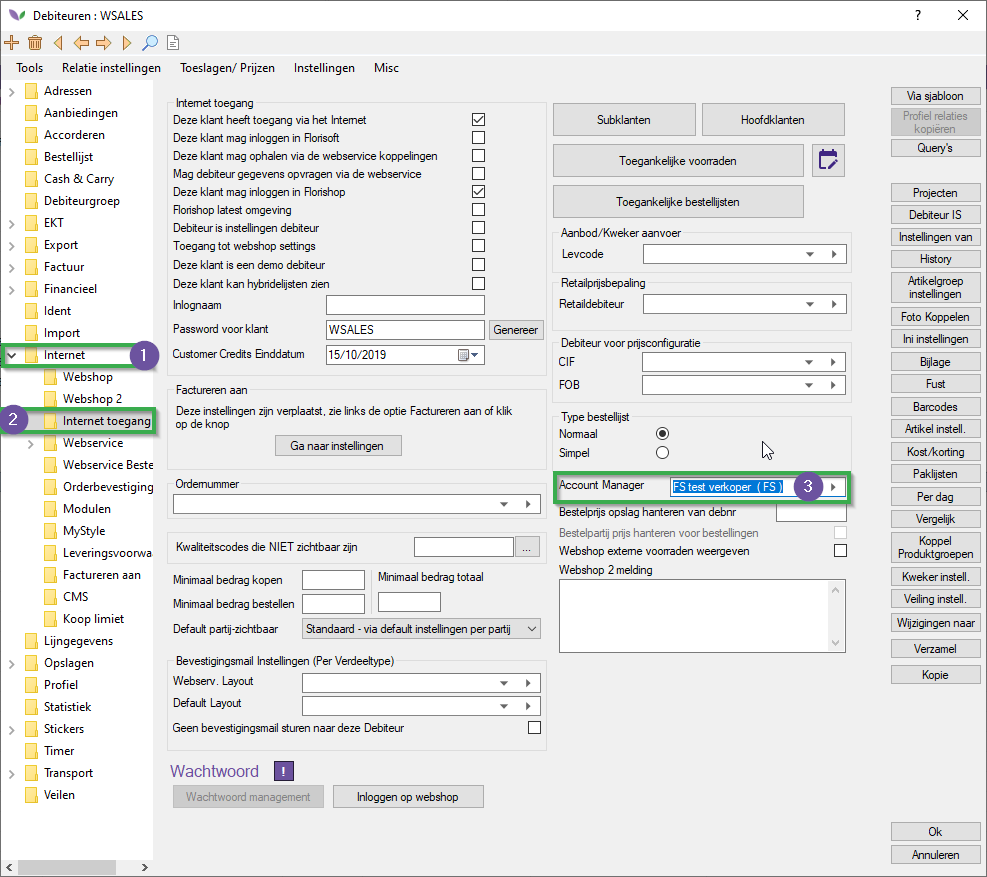 Debiteuren : WSALES
?
Tools Relatie instellingen Toeslagen/ Prijzen Instellingen Misc
Adressen
Aanbiedingen
Accorderen
Bestellijst
Cash & Carry
Debiteurgroep
EKT
Export
Factuur
Financieel
Ident
Import
Internet
1
Webshop
Webshop 2
2
Internet toegang
Webservice
Webservice Beste
Orderbevestiging
Modulen
MyStyle
Leveringsvoorwa
Factureren aan
CMS
Koop limiet
Lijngegevens
Opslagen
Profiel
Statistiek
Stickers
Timer
Transport
Veilen
Internet toegang
Deze klant heeft toegang via het Internet
Deze klant mag inloggen in Florisoft
Deze klant mag ophalen via de webservice koppelingen
Mag debiteur gegevens opvragen via de webservice
Deze klant mag inloggen in Florishop
Florishop latest omgeving
Debiteur is instellingen debiteur
Toegang tot webshop settings
Deze klant is een demo debiteur
Deze klant kan hybridelijsten zien
Inlognaam
Password voor klant WSALES Genereer
Customer Credits Einddatum 15/10/2019
Factureren aan
Deze instellingen zijn verplaatst, zie links de optie Factureren aan of klik
op de knop
Ga naar instellingen
Ordernummer
Kwaliteitscodes die NIET zichtbaar zijn ...
Minimaal bedrag kopen Minimaal bedrag totaal
Minimaal bedrag bestellen
Default partij-zichtbaar Standaard - via default instellingen per partij
Bevestigingsmail Instellingen (Per Verdeeltype)
Webserv. Layout
Default Layout
Geen bevestigingsmail sturen naar deze Debiteur
Wachtwoord !
Wachtwoord management Inloggen op webshop
Subklanten Hoofdklanten
Toegankelijke voorraden
Toegankelijke bestellijsten
Aanbod/Kweker aanvoer
Levcode
Retailprijsbepaling
Retaildebiteur
Debiteur voor prijsconfiguratie
CIF
FOB
Type bestellijst
Normaal
Simpel
Account Manager FS test verkoper ( FS ) 3
Bestelprijs opslag hanteren van debnr
Bestelpartij prijs hanteren voor bestellingen
Webshop externe voorraden weergeven
Webshop 2 melding
Via sjabloon
Profiel relaties
kopiëren
Query's
Projecten
Debiteur IS
Instellingen van
History
Artikelgroep
instellingen
Foto Koppelen
Ini instellingen
Bijlage
Fust
Barcodes
Artikel instell.
Kost/korting
Paklijsten
Per dag
Vergelijk
Koppel
Produktgroepen
Kweker instell.
Veiling instell.
Wijzigingen naar
Verzamel
Kopie
Ok
Annuleren